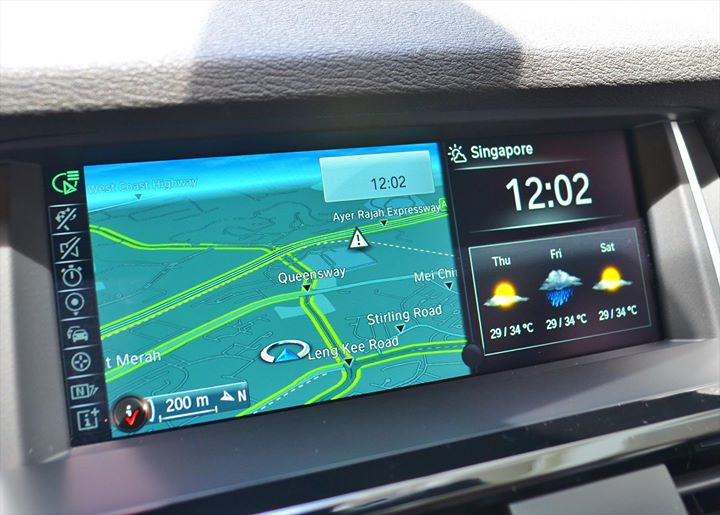 West Coast Highway
12:02
Ayer Rajah Expressway
A
Queensway
Mei Chi
Stirling Road
Leng Kee Road
t Merah
200 m
N
Singapore
12:02
Thu
Fri
Sat
29 / 34 °C
29 / 34 °C
29 / 34 °C
N
i